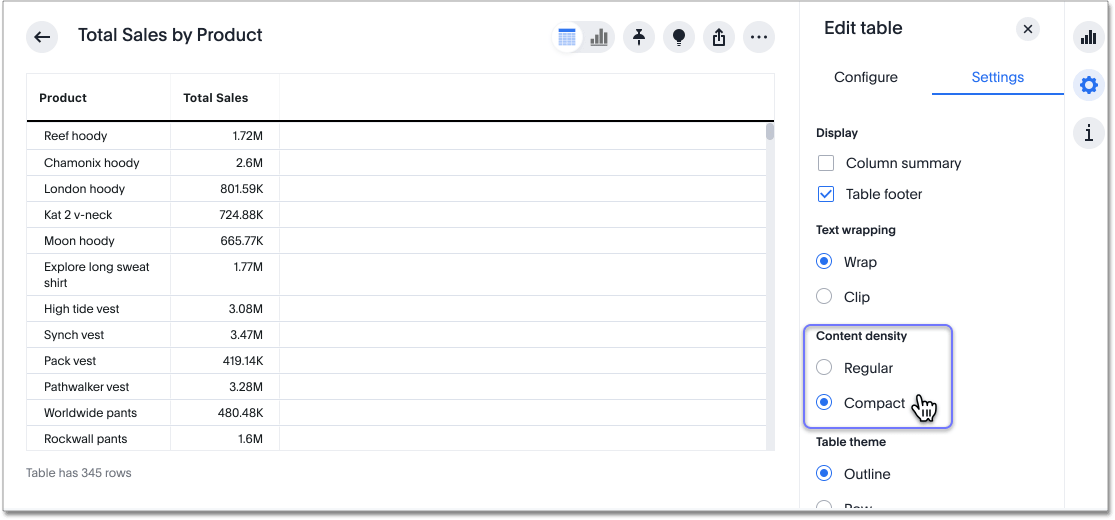 Total Sales by Product
Product Total Sales
Reef hoody 1.72M
Chamonix hoody 2.6M
London hoody 801.59K
Kat 2 v-neck 724.88K
Moon hoody 665.77K
Explore long sweat 1.77M
shirt
High tide vest 3.08M
Synch vest 3.47M
Pack vest 419.14K
Pathwalker vest 3.28M
Worldwide pants 480.48K
Rockwall pants 1.6M
Table has 345 rows
Edit table
Configure Settings
Display
Column summary
Table footer
Text wrapping
Wrap
Clip
Content density
Regular
Compact
Table theme
Outline